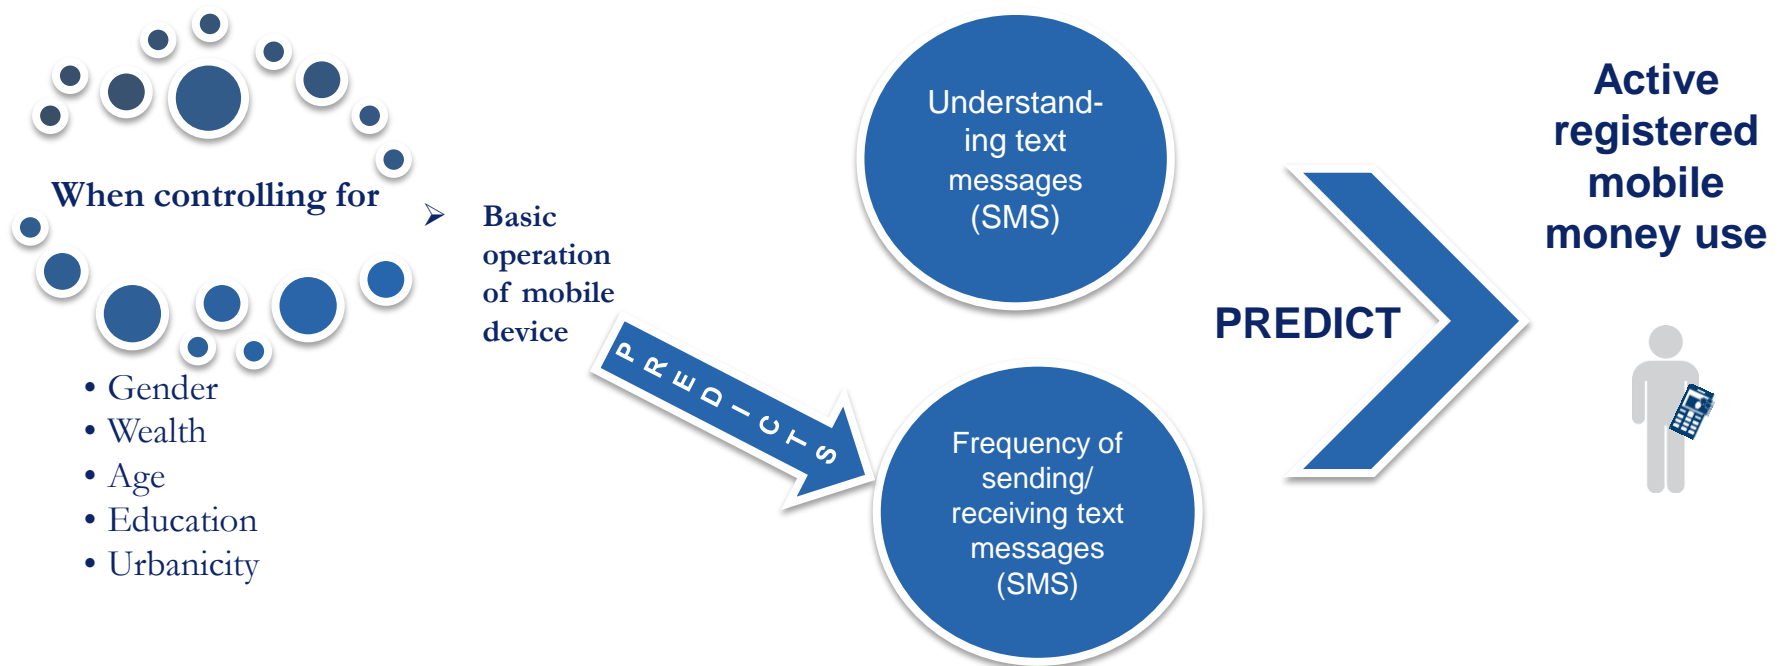 When controlling for
• Gender
• Wealth
• Age
• Education
• Urbanicity
➢ Basic
operation
of mobile
device
PREDICTS
Understand-
ing text
messages
(SMS)
Frequency of
sending/
receiving text
messages
(SMS)
PREDICT
Active
registered
mobile
money use